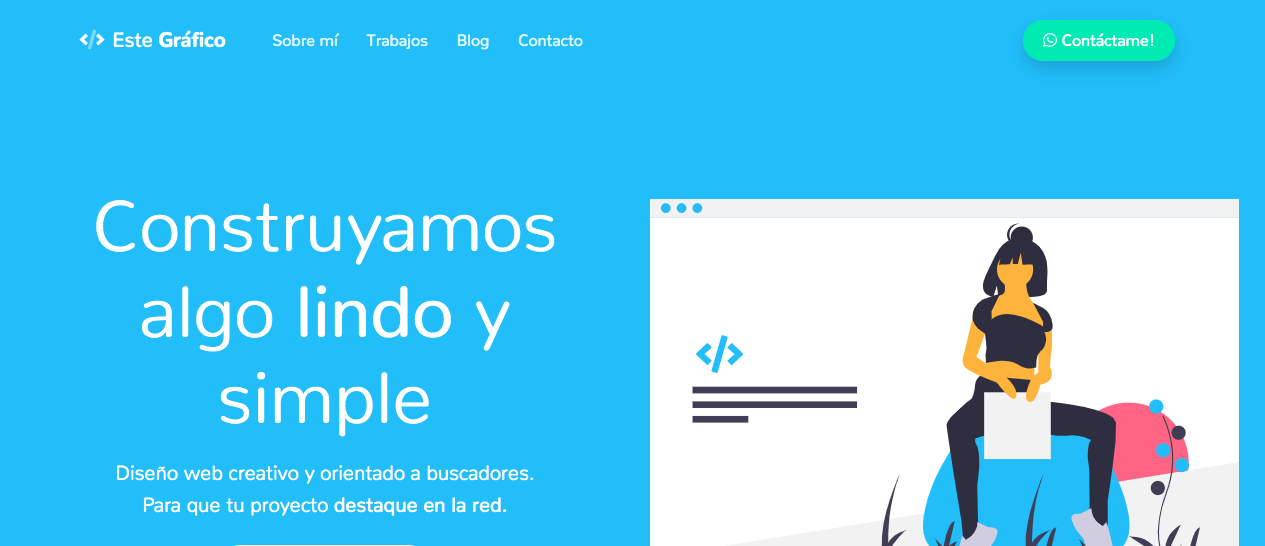 </> Este Gráfico
Sobre mí
Trabajos
Blog
Contacto
Contáctame!
Construyamos
algo lindo y
simple
Diseño web creativo y orientado a buscadores.
Para que tu proyecto destaque en la red.
</>